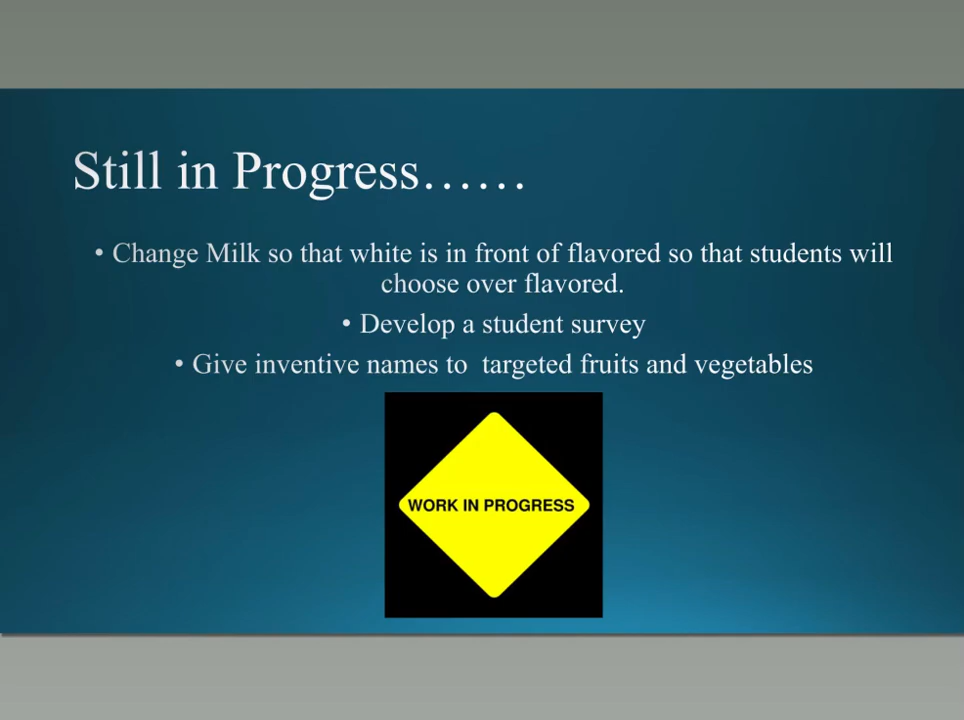 Still in Progress……
• Change Milk so that white is in front of flavored so that students will
choose over flavored.
• Develop a student survey
• Give inventive names to  targeted fruits and vegetables
WORK IN PROGRESS